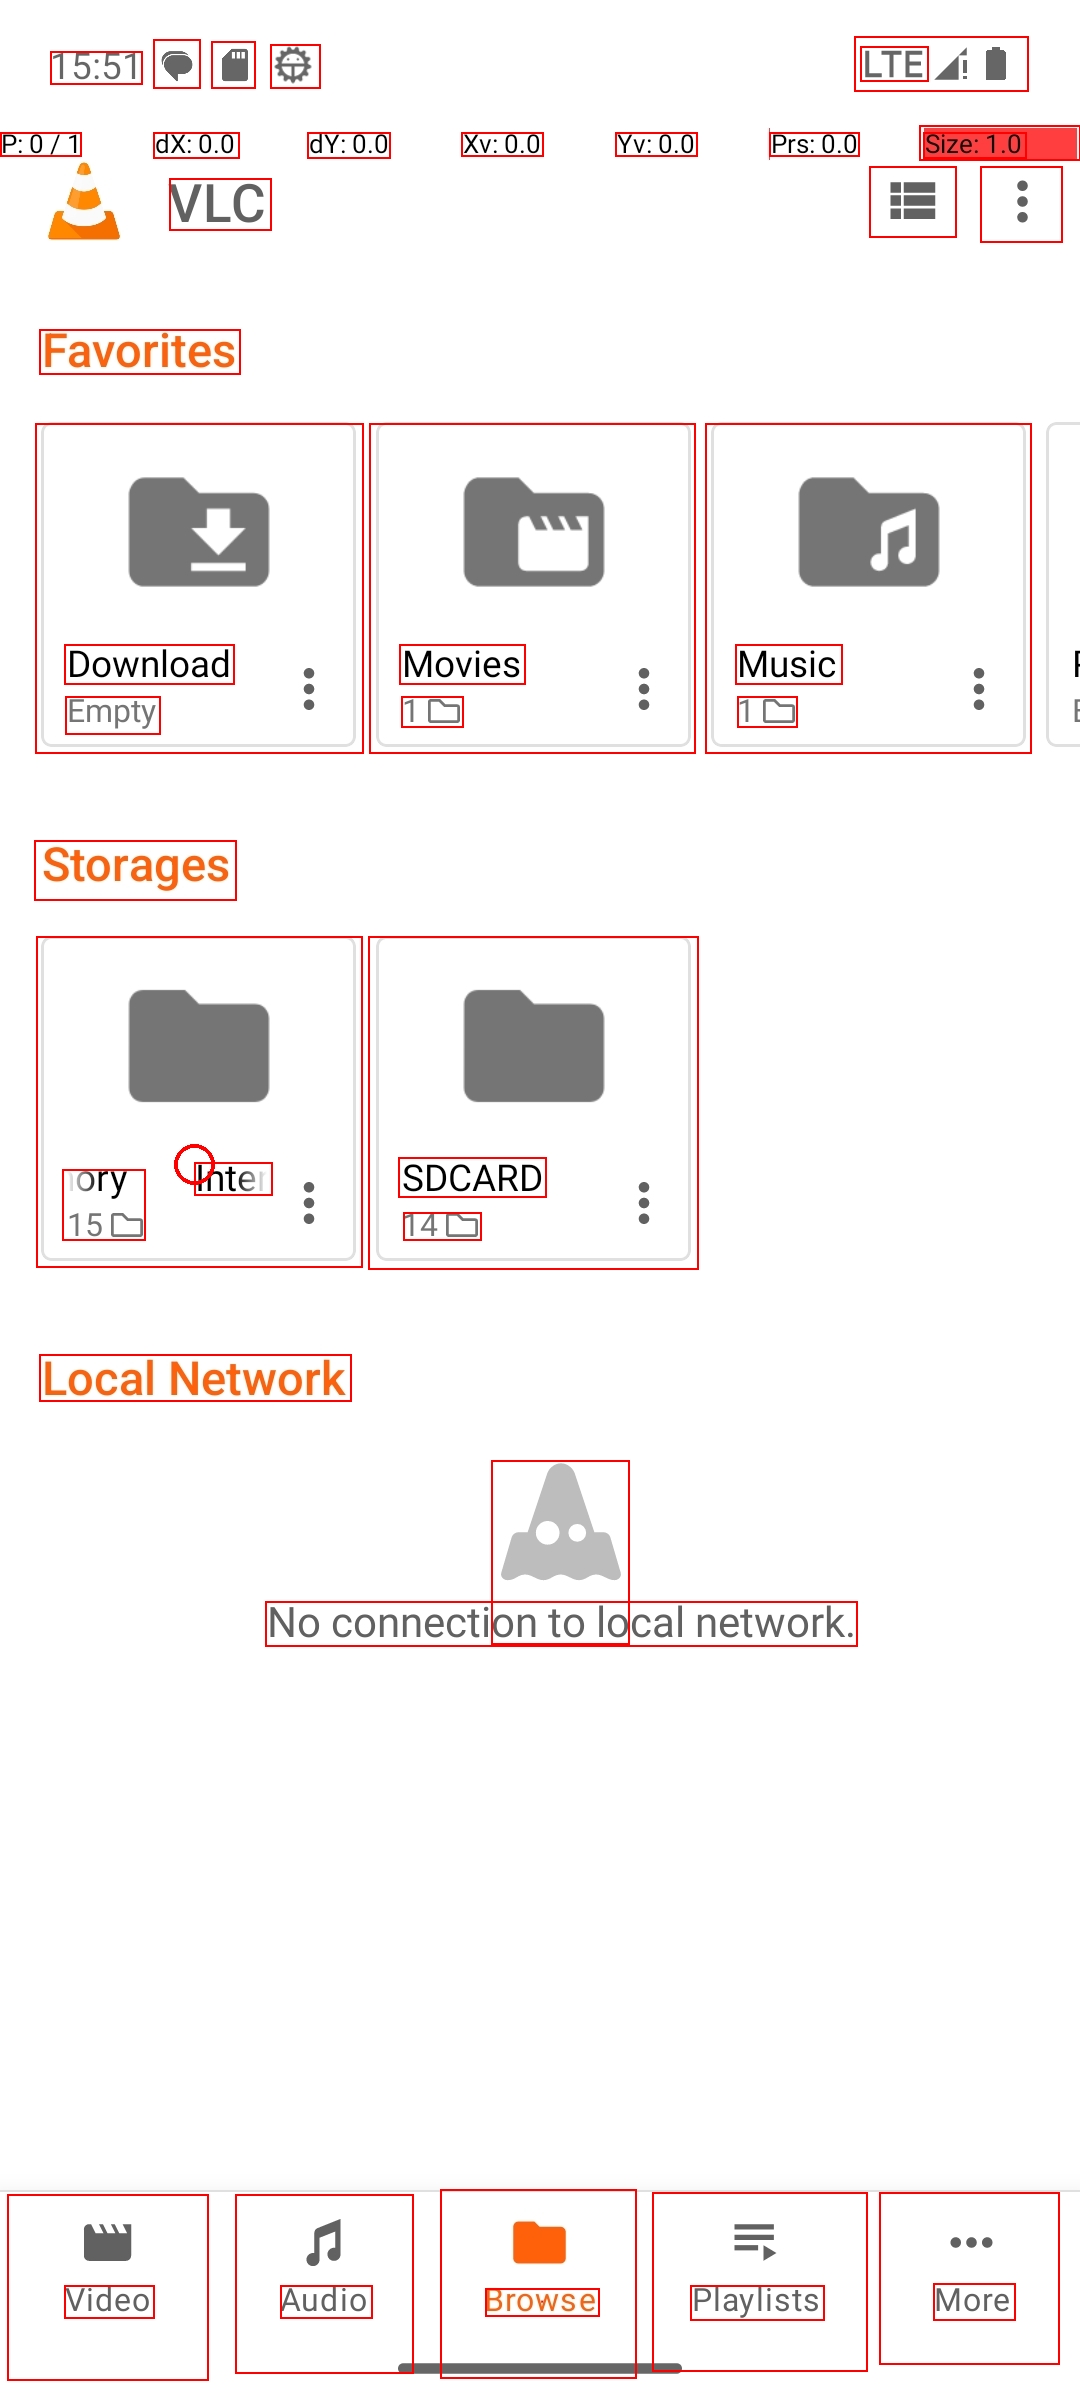 15:51 LTE
P: 0 / 1 dX: 0.0 dY: 0.0 Xv: 0.0 Yv: 0.0 Prs: 0.0 Size: 1.0
VLC
Favorites
Download Movies Music
Empty 1 1
Storages
ory Inter SDCARD
15 14
Local Network
No connection to local network.
Video Audio Browse Playlists More